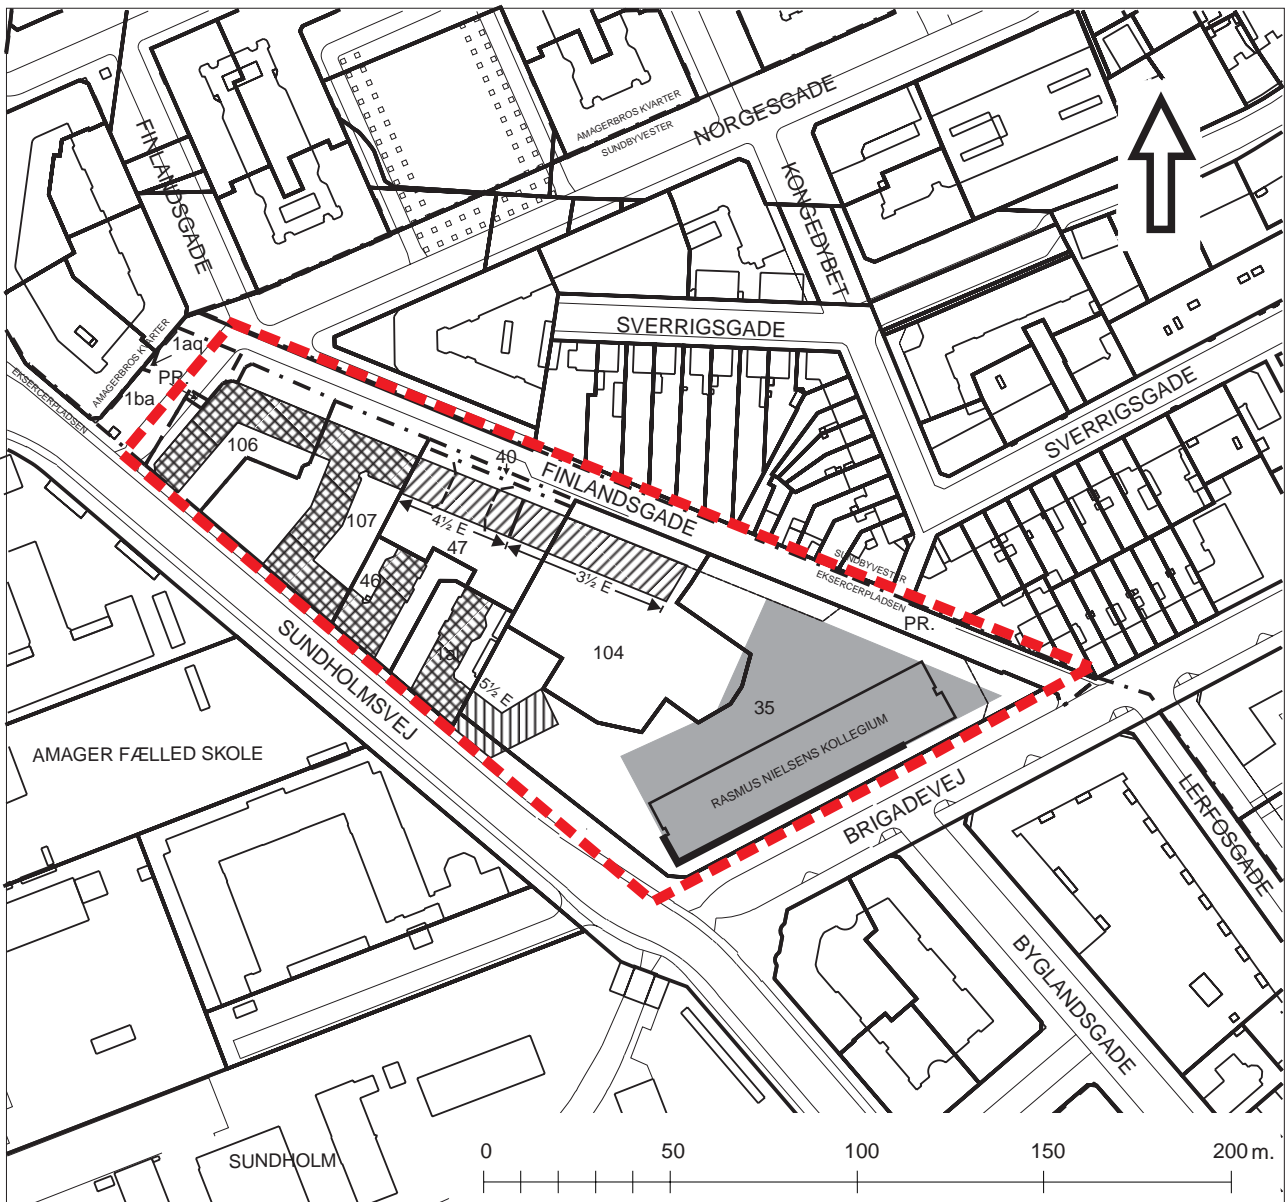 FINLANDSGADE
AMAGERBROS KVARTER
SUNDBYVESTER
NORGESGADE
KONGEDYBET
SVERRIGSGADE
SVERRIGSGADE
EKSERCERPLADSEN
AMAGERBROS KVARTER
1aq
PR.
1ba
106
107
40
FINLANDSGADE
4½ E
47
46
3½ E
SUNDBYVESTER
EKSERCERPLADSEN
PR.
104
5½ E
35
SUNDHOLMSVEJ
RASMUS NIELSENS KOLLEGIUM
AMAGER FÆLLED SKOLE
BRIGADEVEJ
LERFOSGADE
BYGLANDSGADE
SUNDHOLM
0 50 100 150 200 m.